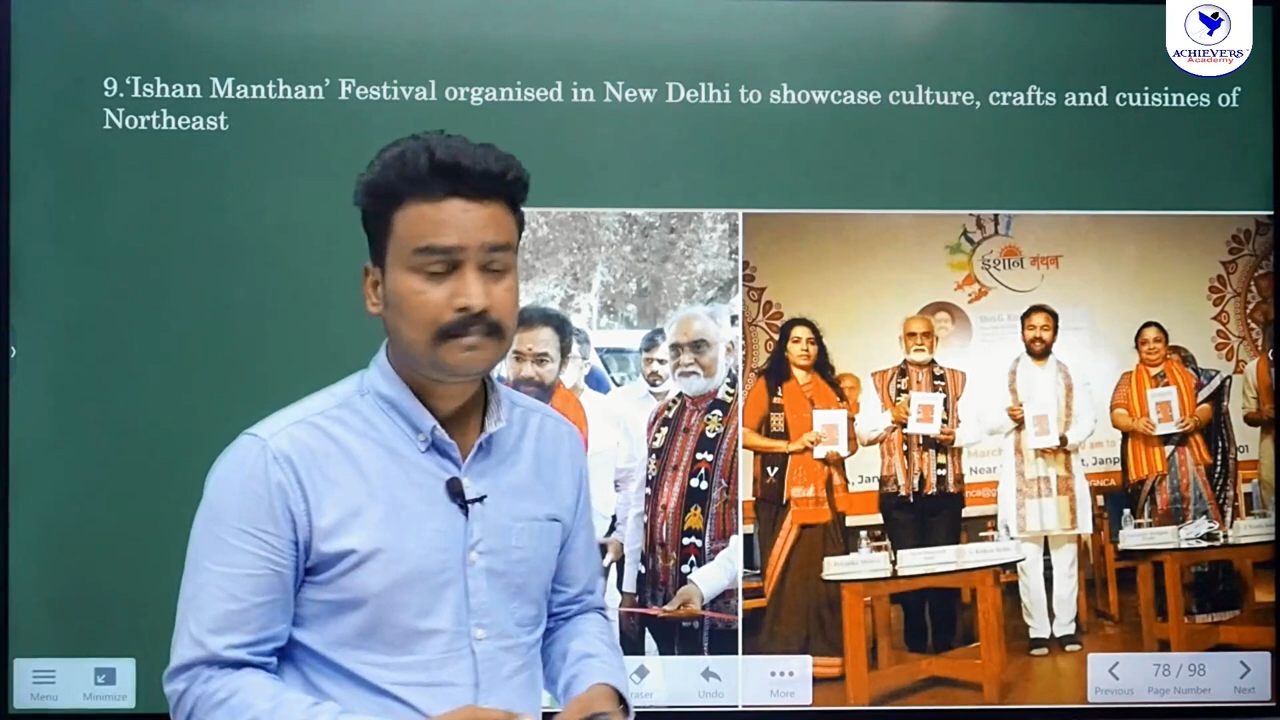 ACHIEVERS
Academy
9.‘Ishan Manthan’ Festival organised in New Delhi to showcase culture, crafts and cuisines of
Northeast
ईशान मंथन
March
Near
Menu
Minimize
Undo
More
Previous
78 / 98
Page Number
Next